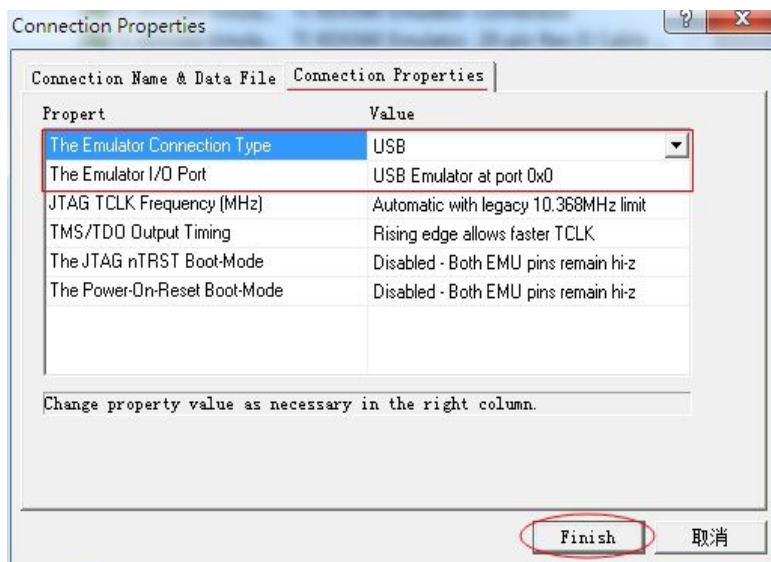 Connection Properties
Connection Name & Data File Connection Properties
Propert Value
The Emulator Connection Type USB
The Emulator I/O Port USB Emulator at port 0x0
JTAG TCLK Frequency (MHz) Automatic with legacy 10.368MHz limit
TMS/TDO Output Timing Rising edge allows faster TCLK
The JTAG nTRST Boot-Mode Disabled - Both EMU pins remain hi-z
The Power-On-Reset Boot-Mode Disabled - Both EMU pins remain hi-z
Change property value as necessary in the right column.
Finish 取消